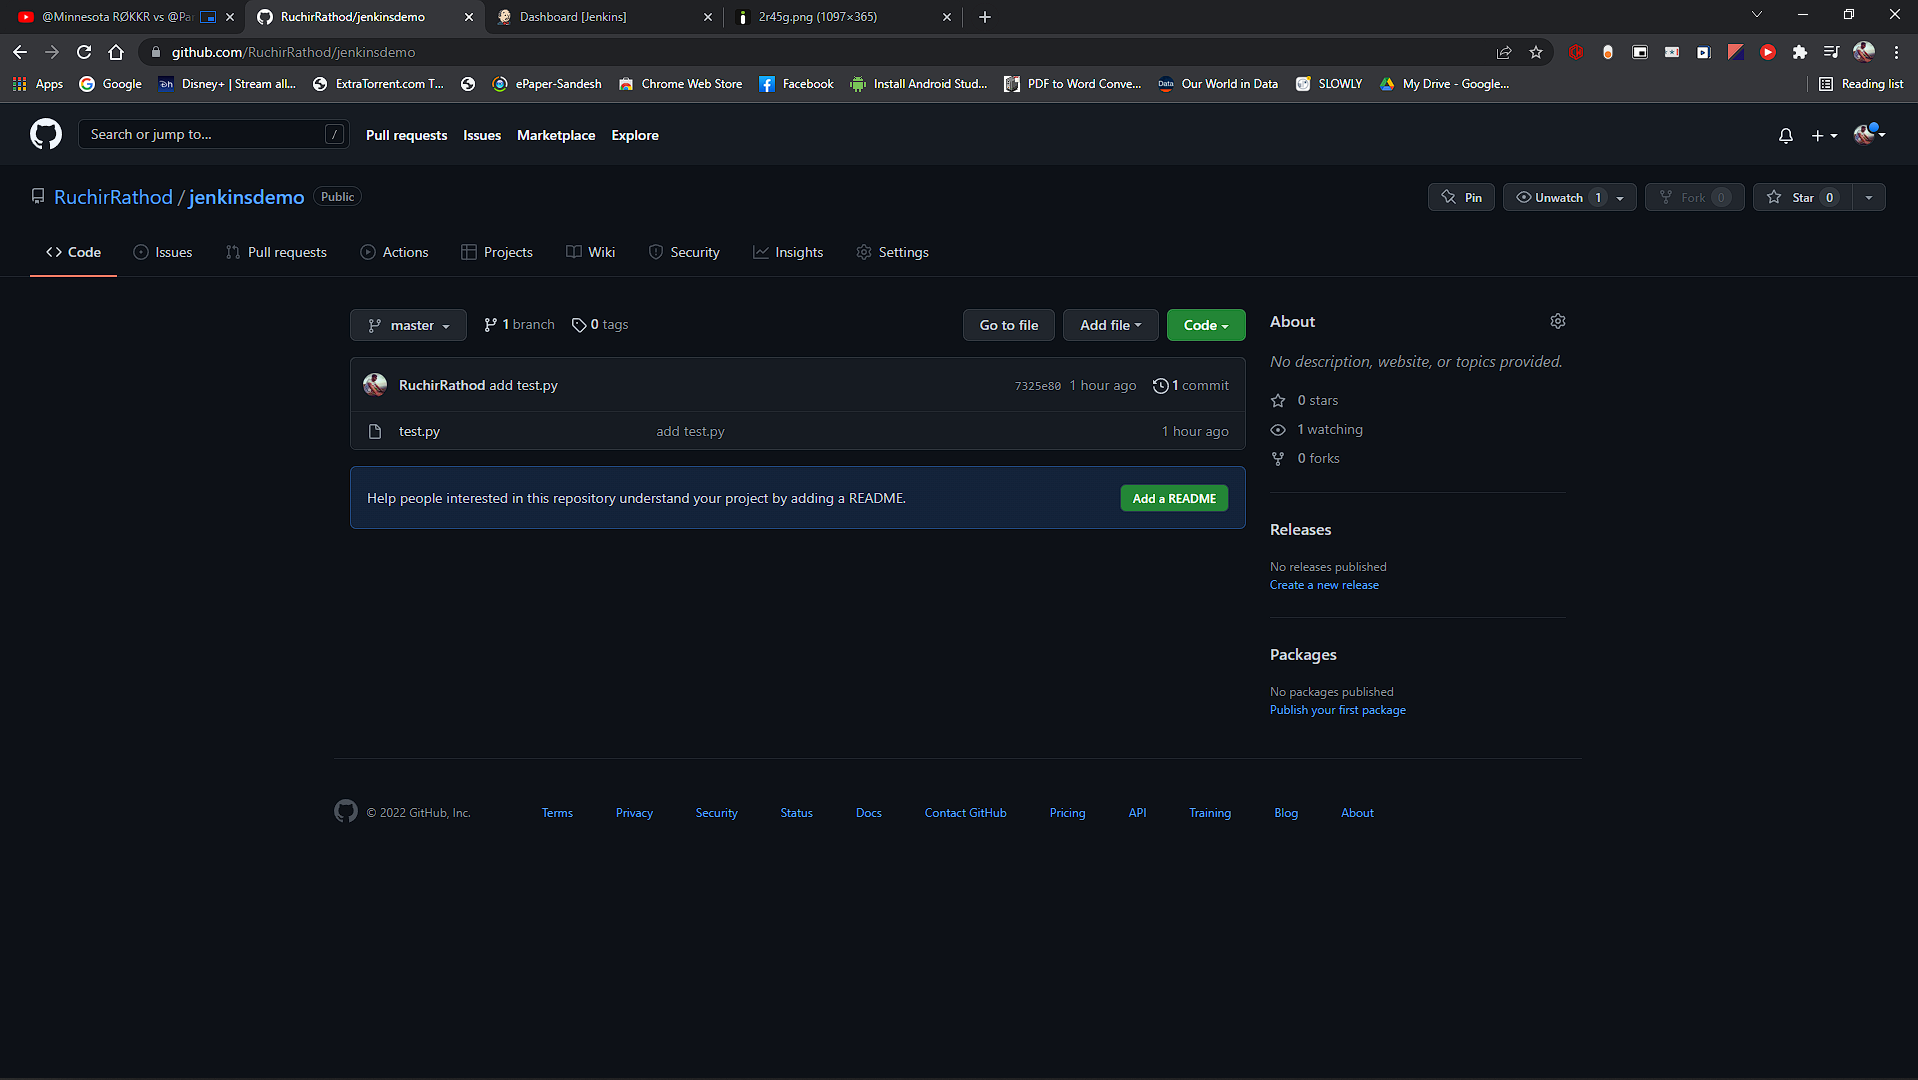 @Minnesota RØKKR vs @Pa
RuchirRathod/jenkinsdemo
Dashboard [Jenkins]
2r45g.png (1097×365)
github.com/RuchirRathod/jenkinsdemo
Apps
Google
Disney+ | Stream all...
ExtraTorrent.com T...
ePaper-Sandesh
Chrome Web Store
Facebook
Install Android Stud...
PDF to Word Conve...
Our World in Data
SLOWLY
My Drive - Google...
Reading list
Search or jump to...
/
Pull requests
Issues
Marketplace
Explore
RuchirRathod / jenkinsdemo
Public
Pin
Unwatch 1
Fork 0
Star 0
Code
Issues
Pull requests
Actions
Projects
Wiki
Security
Insights
Settings
master
1 branch
0 tags
Go to file
Add file
Code
RuchirRathod add test.py
7325e80 1 hour ago
1 commit
test.py
add test.py
1 hour ago
Help people interested in this repository understand your project by adding a README.
Add a README
About
No description, website, or topics provided.
0 stars
1 watching
0 forks
Releases
No releases published
Create a new release
Packages
No packages published
Publish your first package
© 2022 GitHub, Inc.
Terms
Privacy
Security
Status
Docs
Contact GitHub
Pricing
API
Training
Blog
About